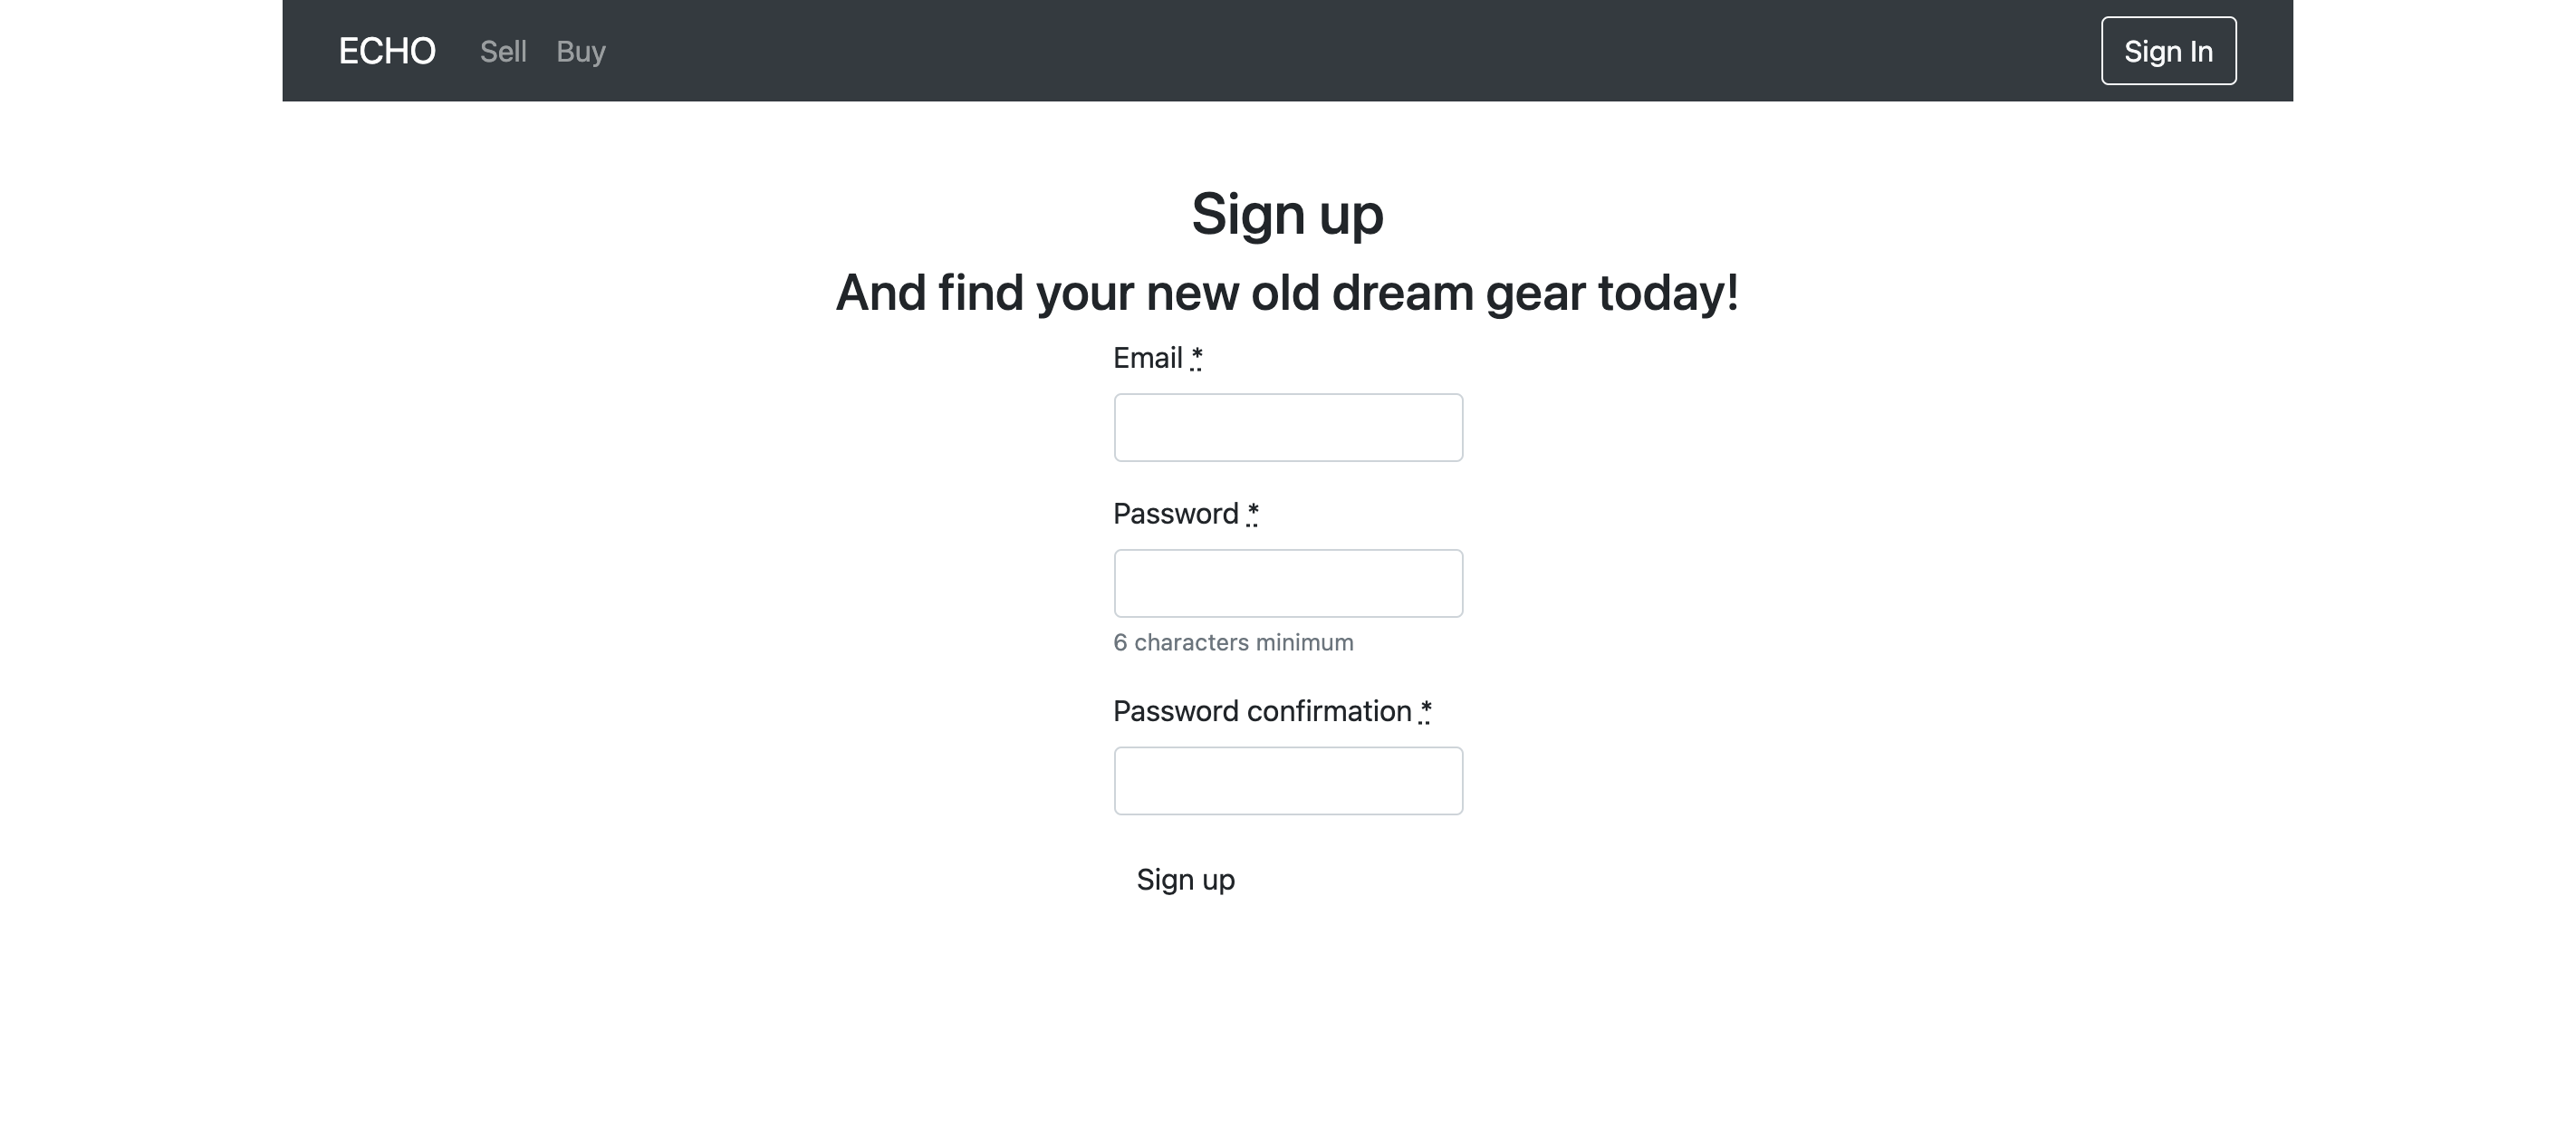 ECHO Sell Buy Sign In
Sign up
And find your new old dream gear today!
Email *
Password *
6 characters minimum
Password confirmation *
Sign up